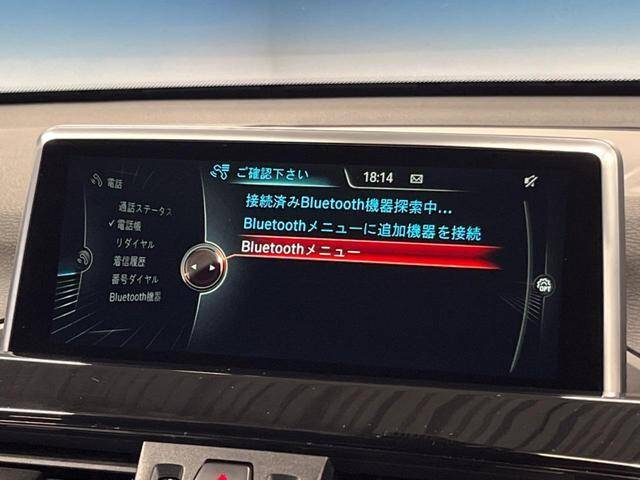 電話
通話ステータス
✓電話帳
リダイヤル
着信履歴
番号ダイヤル
Bluetooth機器
ご確認下さい
18:14
接続済みBluetooth機器探索中...
Bluetoothメニューに追加機器を接続
Bluetoothメニュー
OPT